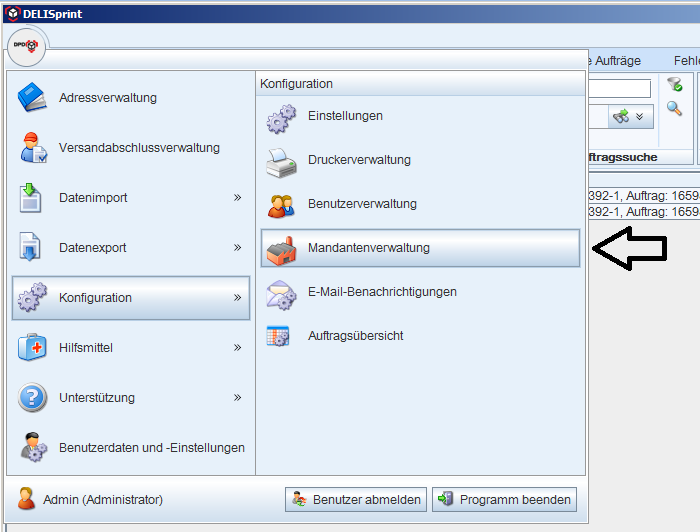 DELISprint
DPD
e Aufträge
Fehle
uftragssuche
392-1, Auftrag: 1659
392-1, Auftrag: 1659
Adressverwaltung
Versandabschlussverwaltung
Datenimport »
Datenexport »
Konfiguration »
Hilfsmittel »
Unterstützung »
Benutzerdaten und -Einstellungen
Konfiguration
Einstellungen
Druckerverwaltung
Benutzerverwaltung
Mandantenverwaltung
E-Mail-Benachrichtigungen
Auftragsübersicht
Admin (Administrator)
Benutzer abmelden
Programm beenden